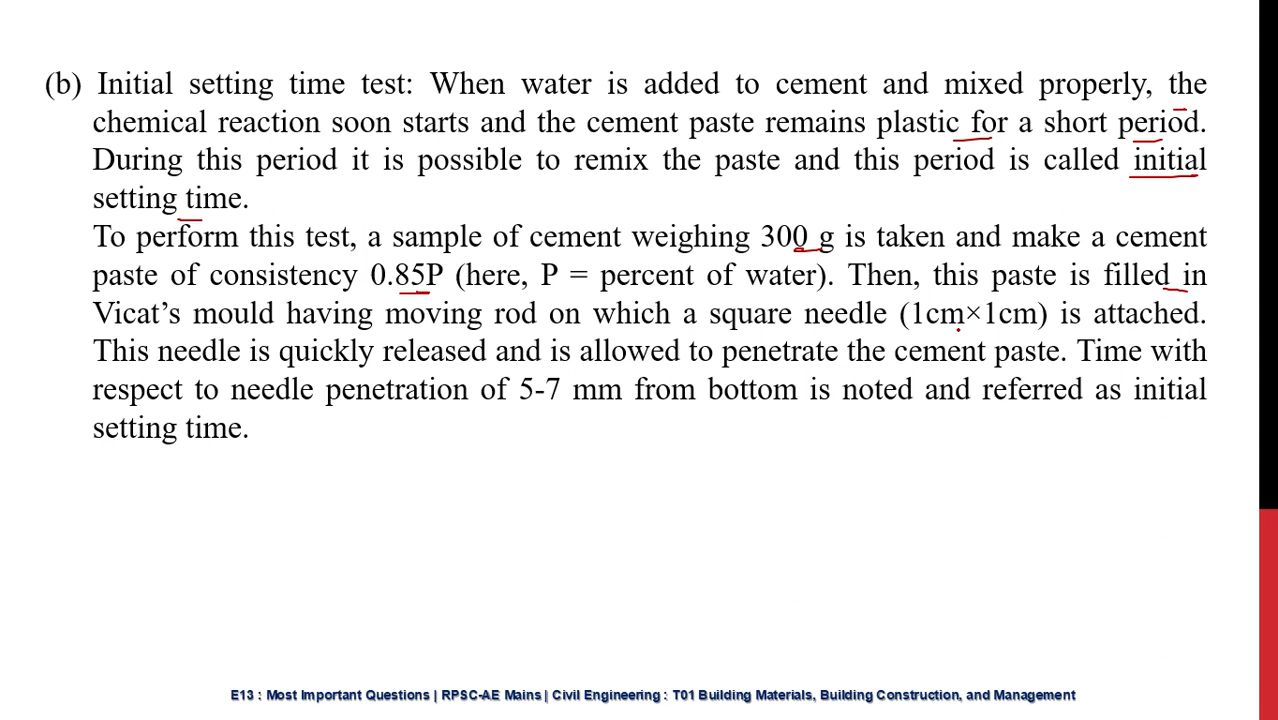 (b) Initial setting time test: When water is added to cement and mixed properly, the
chemical reaction soon starts and the cement paste remains plastic for a short period.
During this period it is possible to remix the paste and this period is called initial
setting time.
To perform this test, a sample of cement weighing 300 g is taken and make a cement
paste of consistency 0.85P (here, P = percent of water). Then, this paste is filled in
Vicat’s mould having moving rod on which a square needle (1cm×1cm) is attached.
This needle is quickly released and is allowed to penetrate the cement paste. Time with
respect to needle penetration of 5-7 mm from bottom is noted and referred as initial
setting time.
E13 : Most Important Questions | RPSC-AE Mains | Civil Engineering : T01 Building Materials, Building Construction, and Management